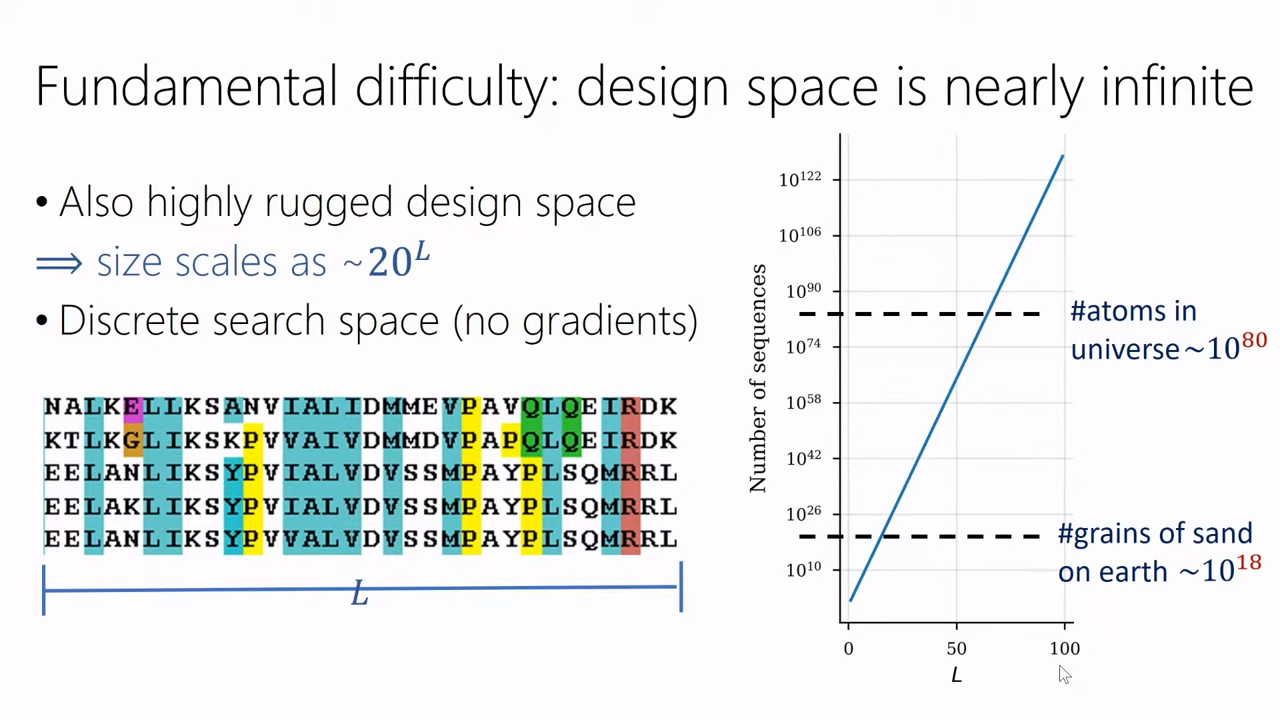 Fundamental difficulty: design space is nearly infinite
• Also highly rugged design space
⟹ size scales as ~20^L
• Discrete search space (no gradients)
NALKELLKSANVIALIDMMEVPAVQLQEIRDK
KTLKGLIKSKPVVAIVDMMDVPAPQLQEIRDK
EELANLIKSYPVIALVDVSSMPAYPLSQMRRL
EELAKLIKSYPVIALVDVSSMPAYPLSQMRRL
EELANLIKSYPVVALVDVSSMPAYPLSQMRRL
L
Number of sequences
10^122
10^106
10^90
10^74
10^58
10^42
10^26
10^10
0 50 100
L
#atoms in
universe~10^80
#grains of sand
on earth ~10^18